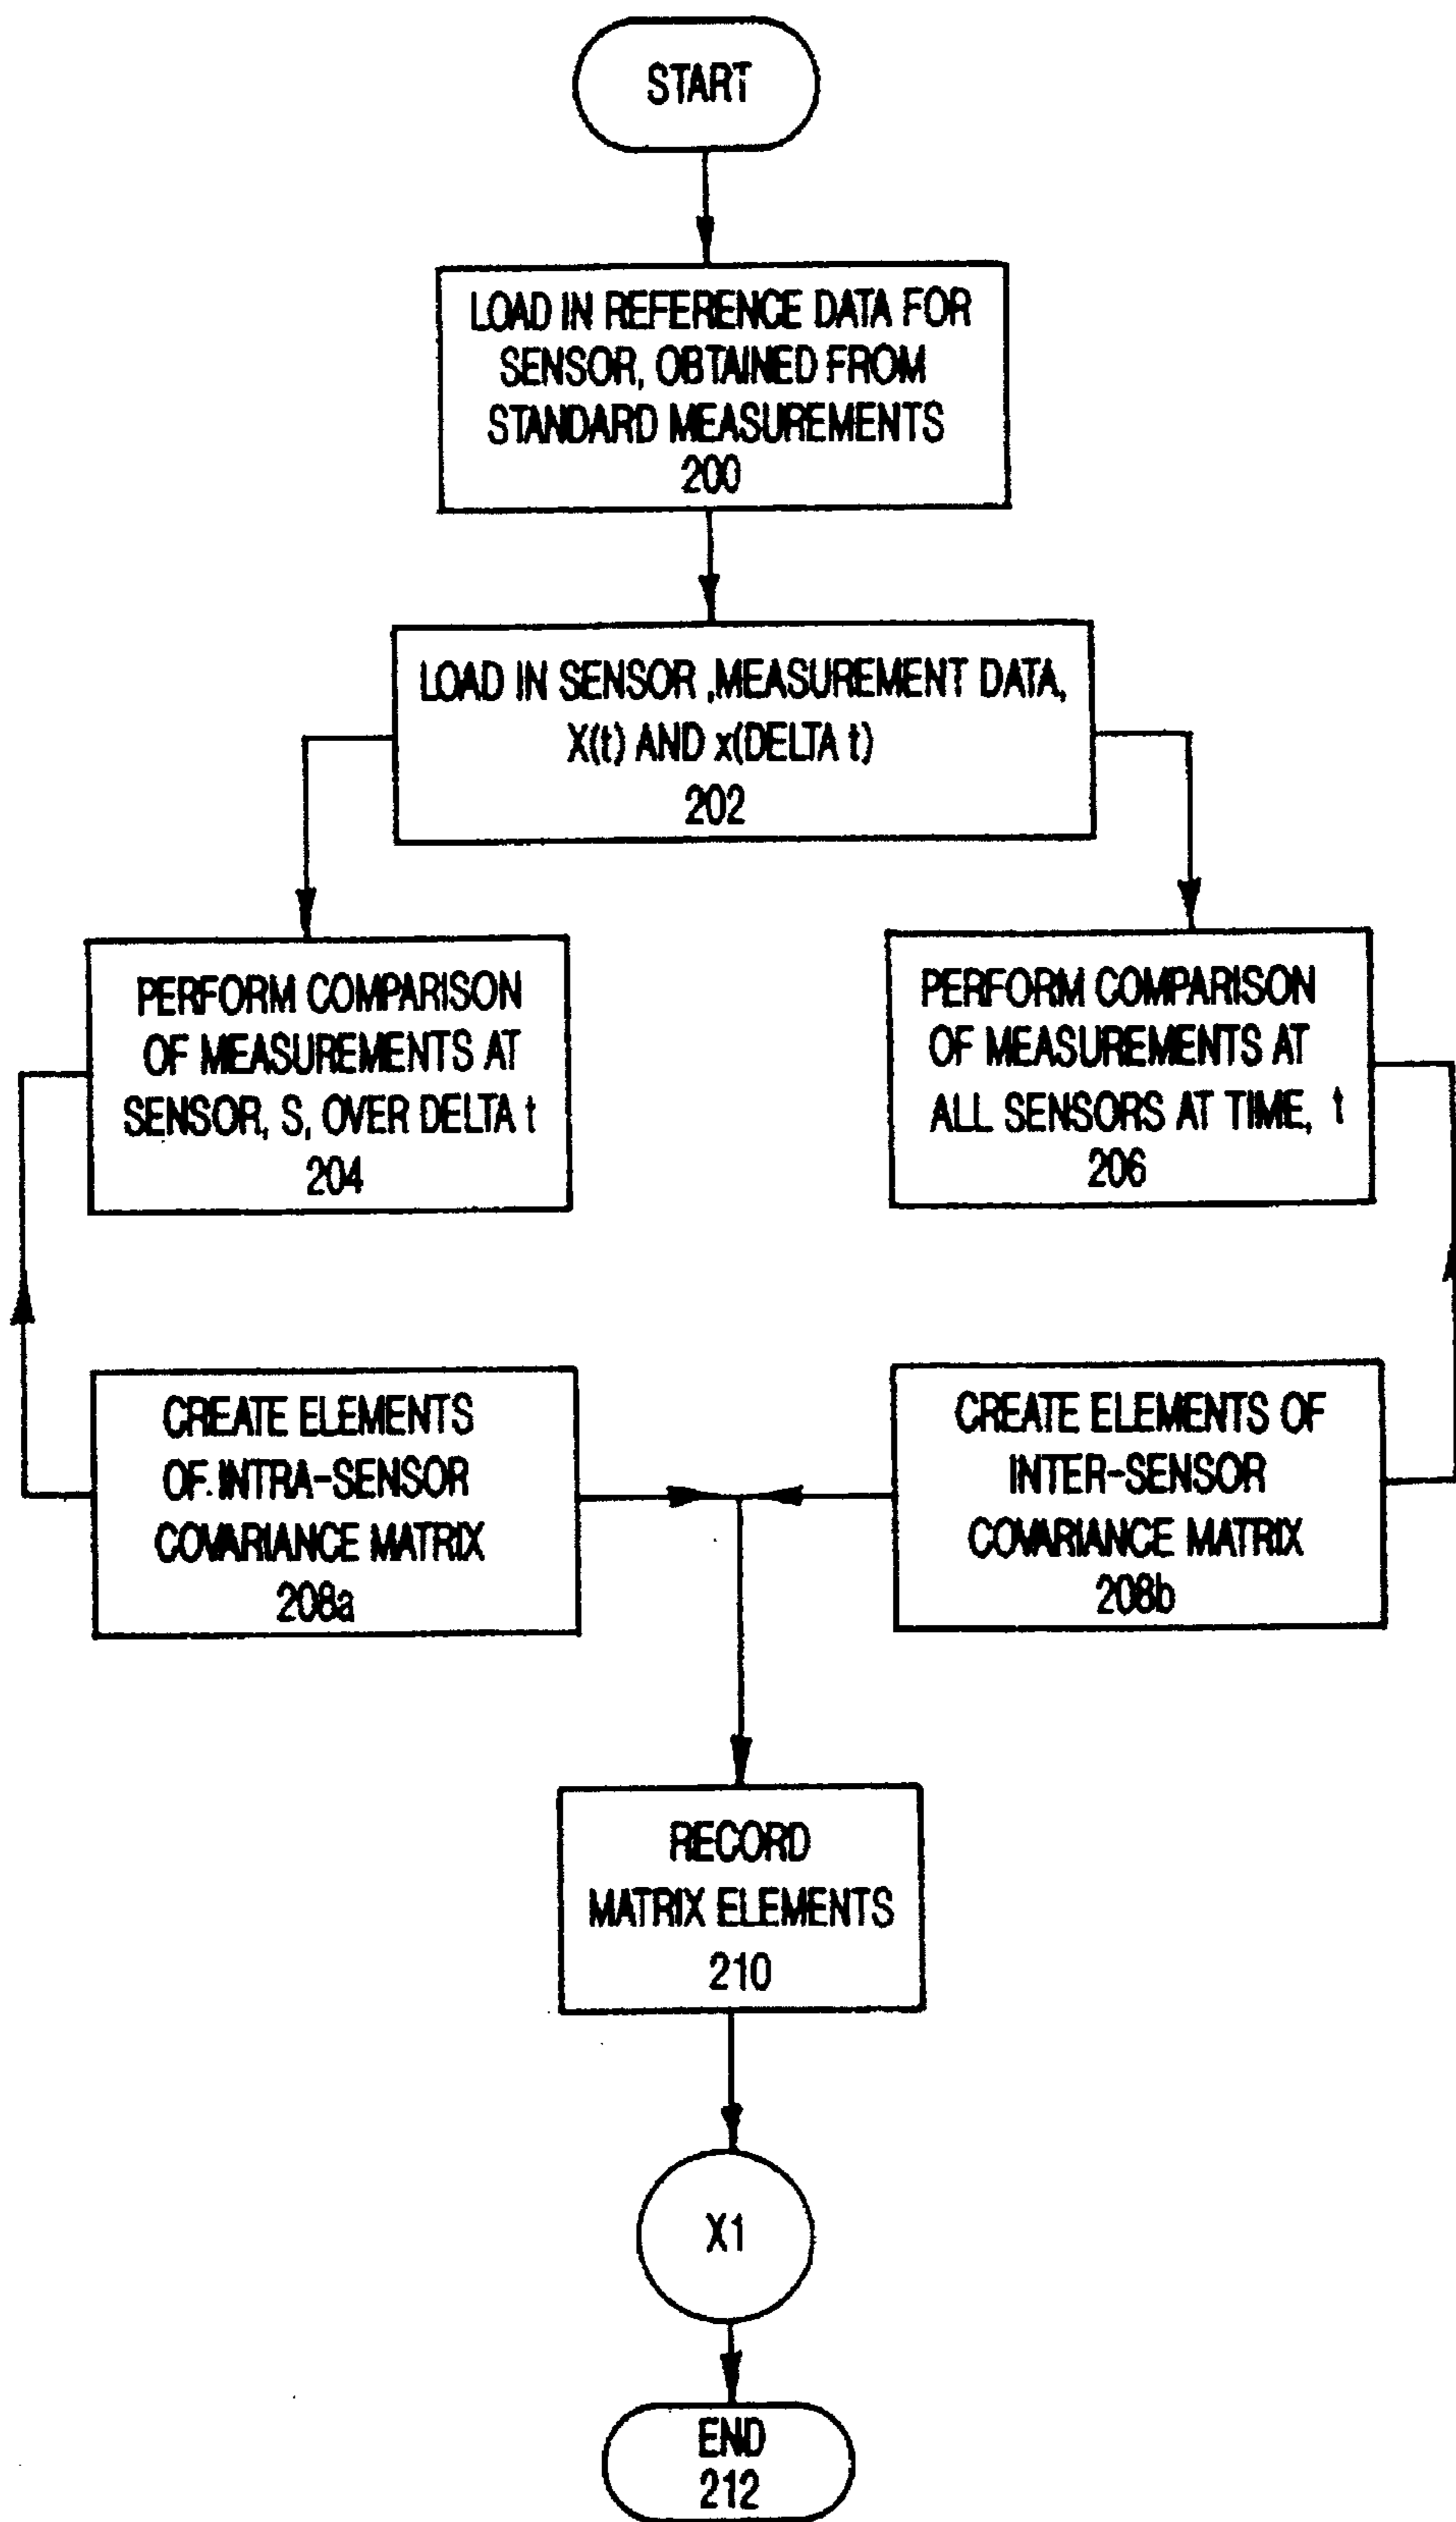 START
LOAD IN REFERENCE DATA FOR
SENSOR, OBTAINED FROM
STANDARD MEASUREMENTS
200
LOAD IN SENSOR ,MEASUREMENT DATA,
X(t) AND x(DELTA t)
202
PERFORM COMPARISON
OF MEASUREMENTS AT
SENSOR, S, OVER DELTA t
204
PERFORM COMPARISON
OF MEASUREMENTS AT
ALL SENSORS AT TIME, t
206
CREATE ELEMENTS
OF INTRA-SENSOR
COVARIANCE MATRIX
208a
CREATE ELEMENTS OF
INTER-SENSOR
COVARIANCE MATRIX
208b
RECORD
MATRIX ELEMENTS
210
X1
END
212